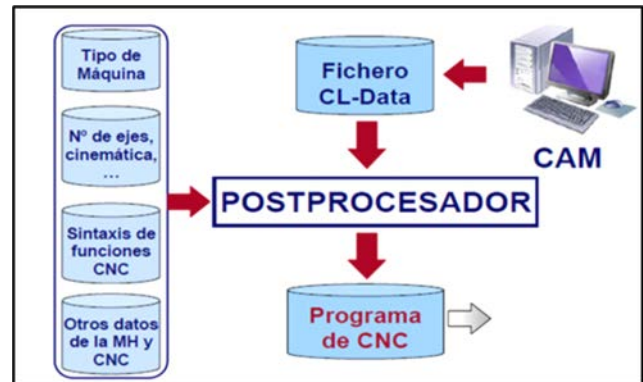 Tipo de
Máquina
Nº de ejes,
cinemática,
...
Sintaxis de
funciones
CNC
Otros datos
de la MH y
CNC
Fichero
CL-Data
CAM
POSTPROCESADOR
Programa
de CNC